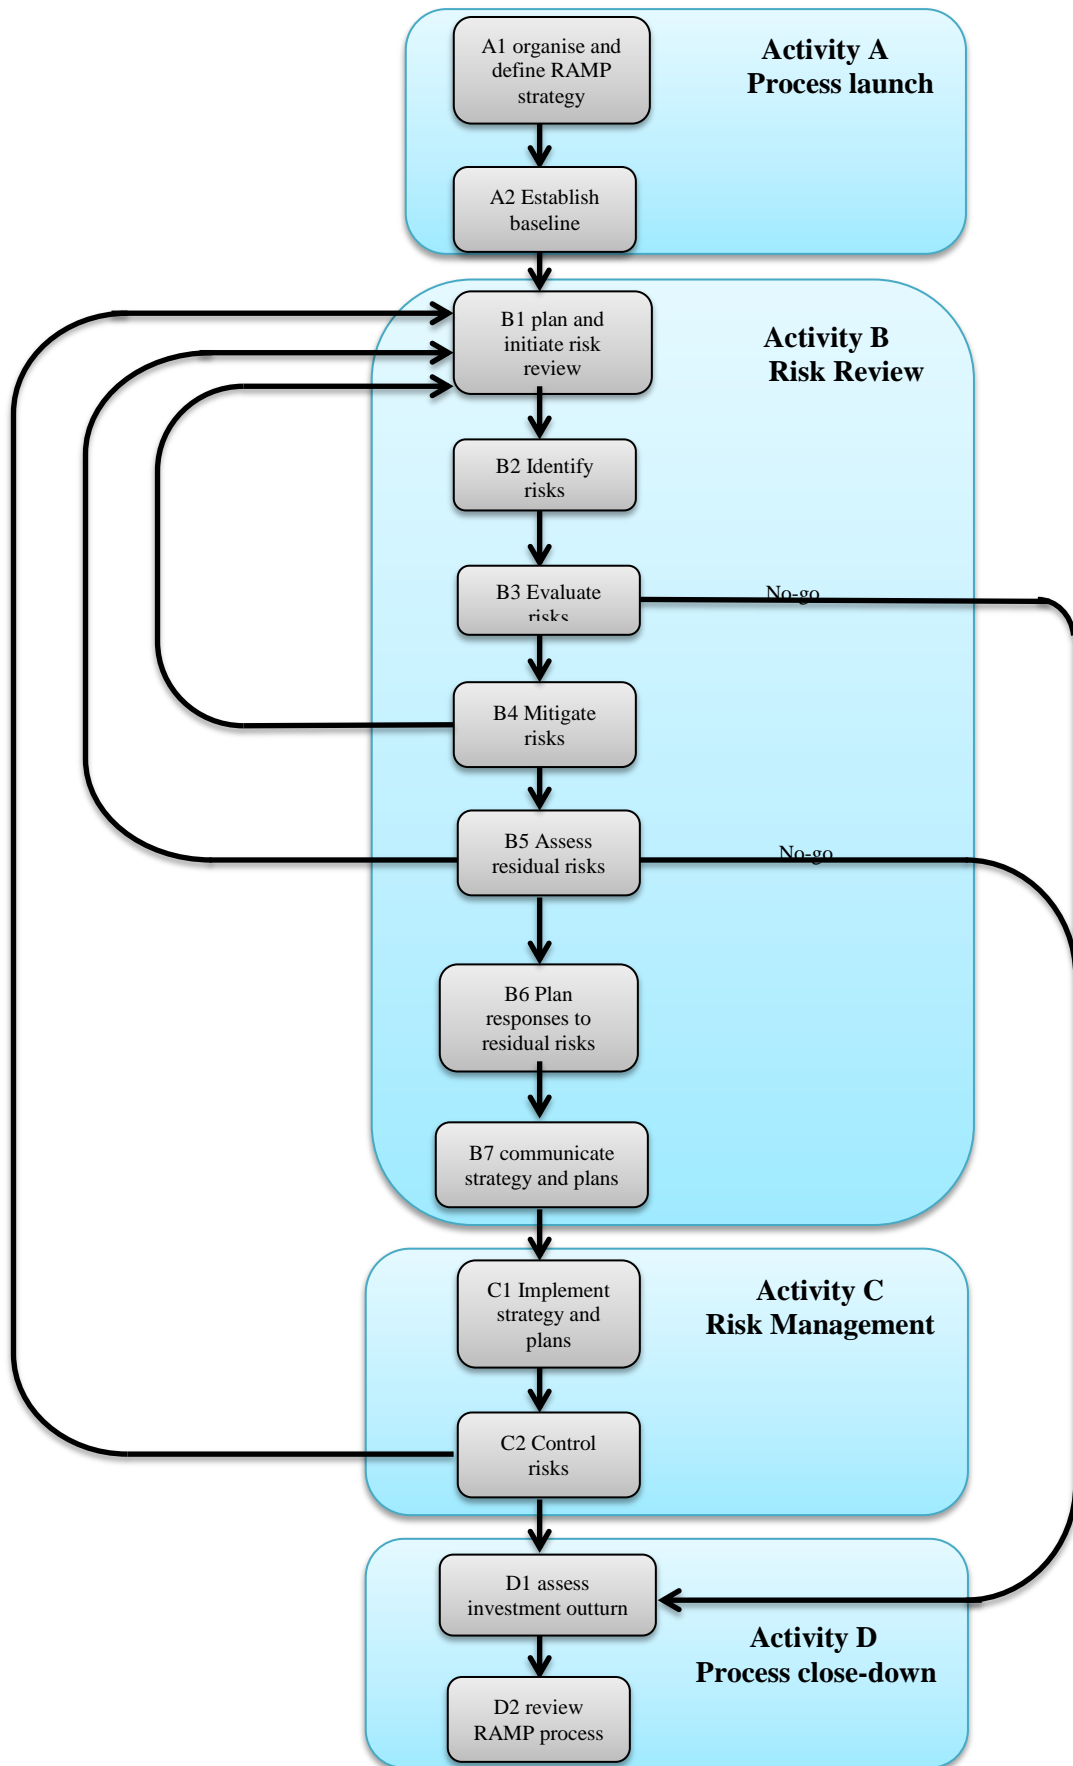 A1 organise and
define RAMP
strategy
Activity A
Process launch
A2 Establish
baseline
B1 plan and
initiate risk
review
Activity B
Risk Review
B2 Identify
risks
B3 Evaluate
risks
No-go
B4 Mitigate
risks
B5 Assess
residual risks
No-go
B6 Plan
responses to
residual risks
B7 communicate
strategy and plans
C1 Implement
strategy and
plans
Activity C
Risk Management
C2 Control
risks
D1 assess
investment outturn
Activity D
Process close-down
D2 review
RAMP process